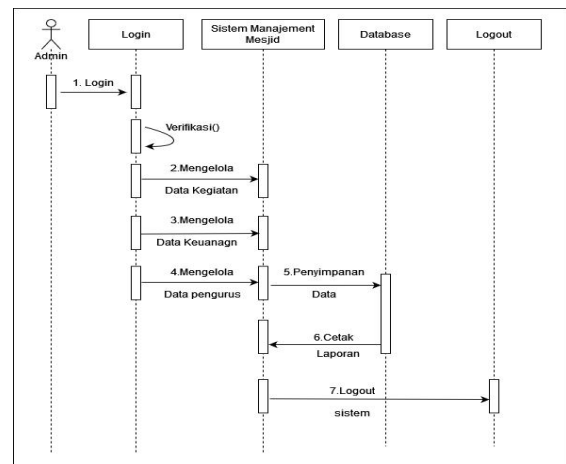 Admin
Login
Sistem Manajement
Mesjid
Database
Logout
1. Login
Verifikasi()
2.Mengelola
Data Kegiatan
3.Mengelola
Data Keuanagn
4.Mengelola
Data pengurus
5.Penyimpanan
Data
6.Cetak
Laporan
7.Logout
sistem